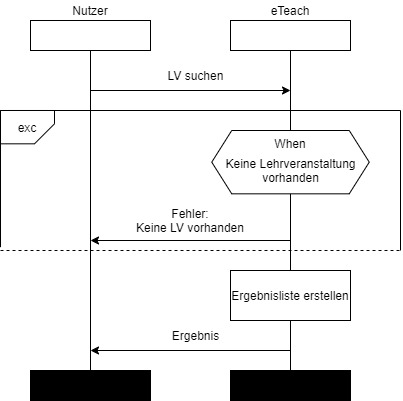 Nutzer
eTeach
LV suchen
exc
When
Keine Lehrveranstaltung
vorhanden
Fehler:
Keine LV vorhanden
Ergebnisliste erstellen
Ergebnis